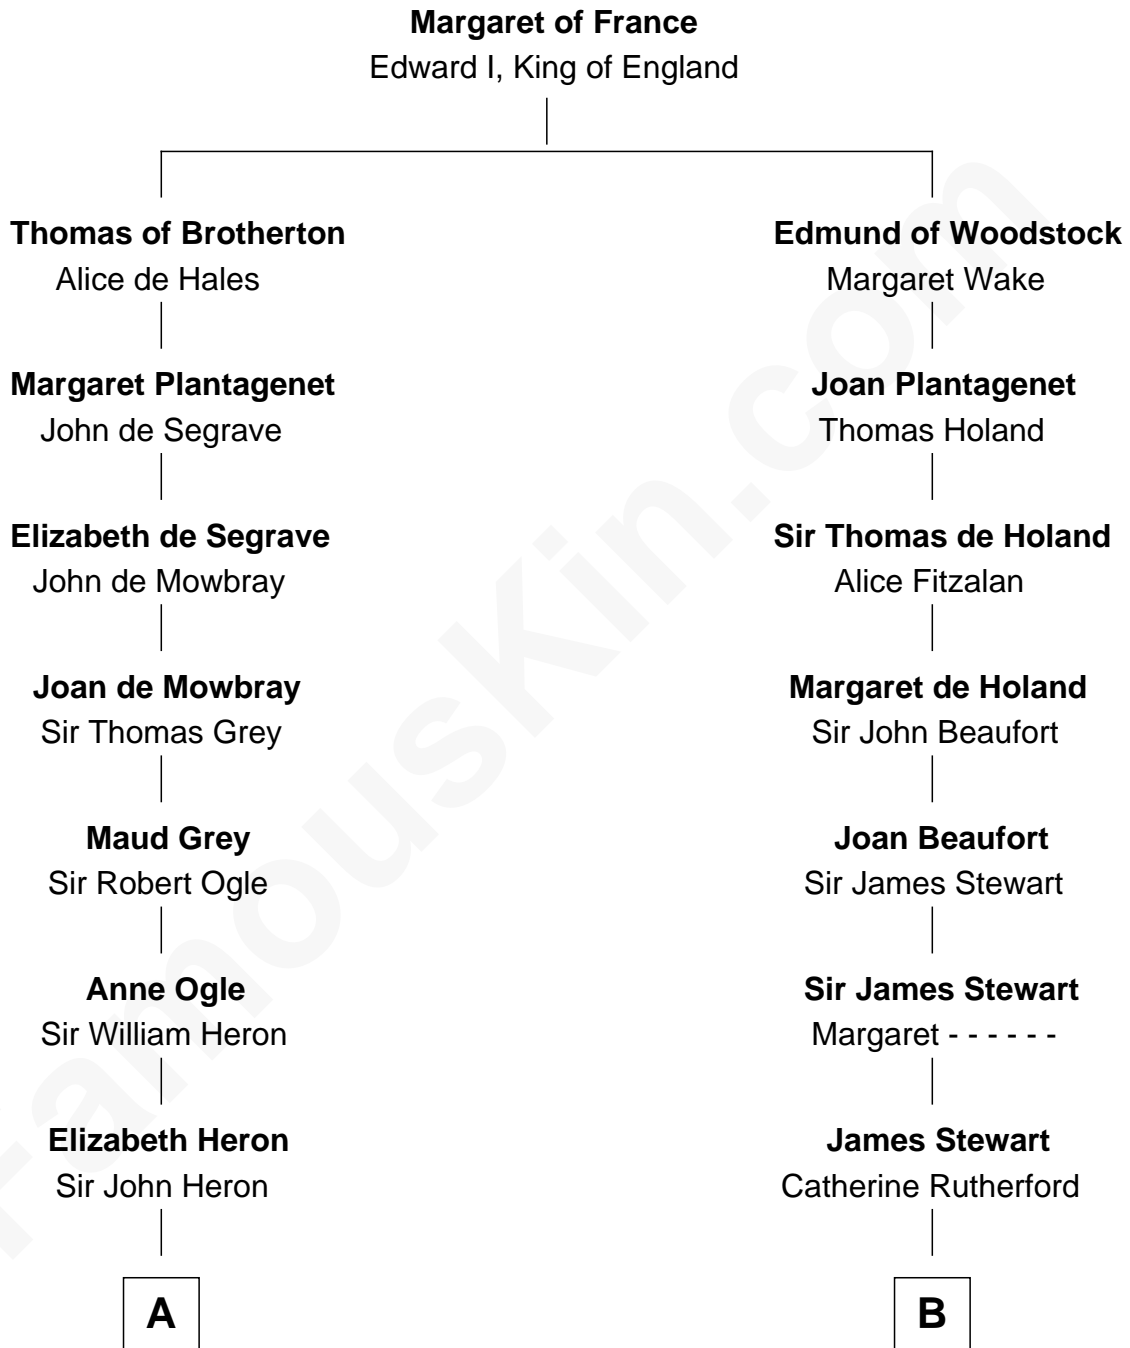 Margaret of France
Edward I, King of England
Thomas of Brotherton
Alice de Hales
Edmund of Woodstock
Margaret Wake
Margaret Plantagenet
John de Segrave
Joan Plantagenet
Thomas Holand
Elizabeth de Segrave
John de Mowbray
Sir Thomas de Holand
Alice Fitzalan
Joan de Mowbray
Sir Thomas Grey
Margaret de Holand
Sir John Beaufort
Maud Grey
Sir Robert Ogle
Joan Beaufort
Sir James Stewart
Anne Ogle
Sir William Heron
Sir James Stewart
Margaret - - - - - -
Elizabeth Heron
Sir John Heron
James Stewart
Catherine Rutherford
A
B
FamousKin.com